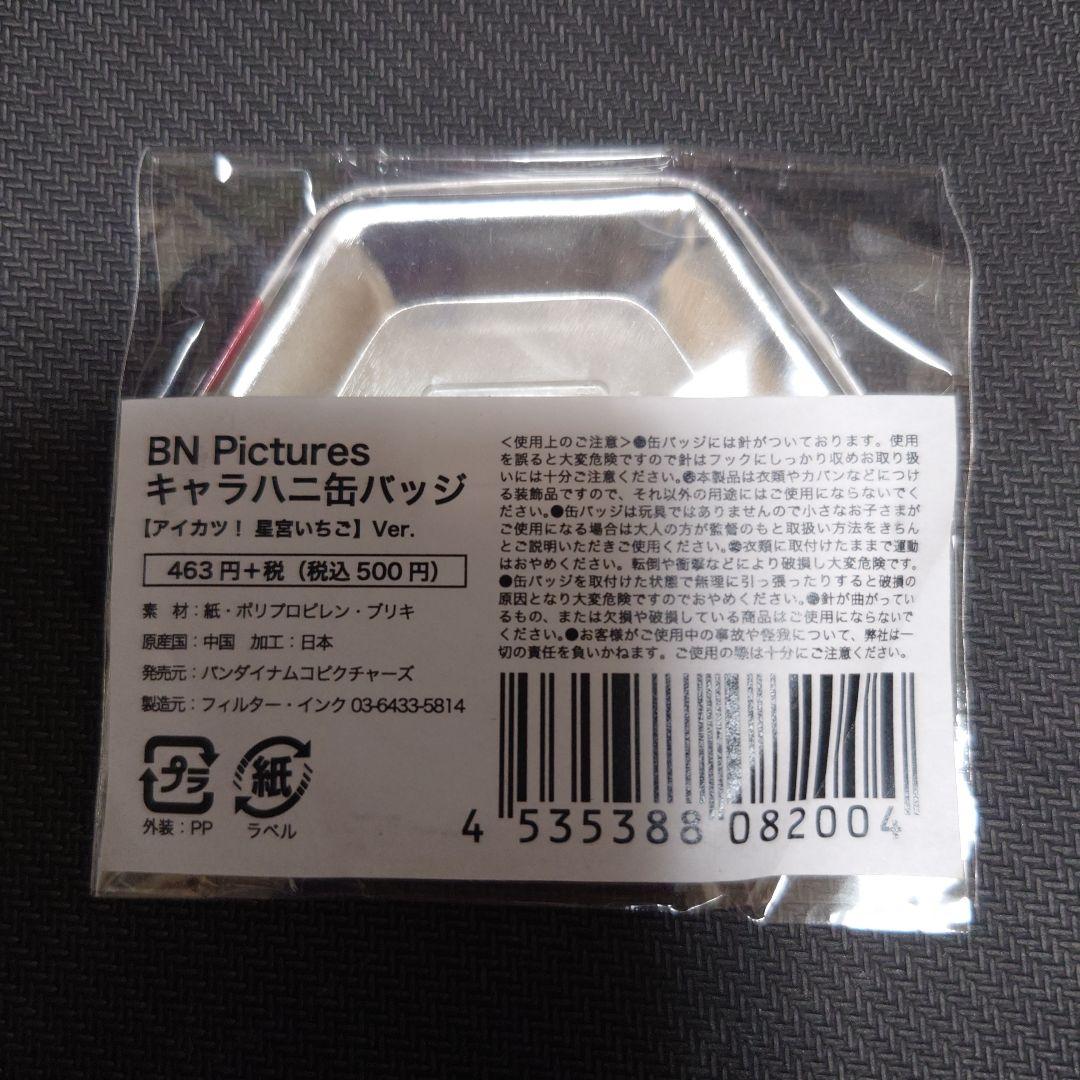 BN Pictures
キャラハニ缶バッジ
【アイカツ！ 星宮いちご】Ver.
463円＋税（税込500円）
素　材：紙・ポリプロピレン・ブリキ
原産国：中国　加工：日本
発売元：バンダイナムコピクチャーズ
製造元：フィルター・インク 03-6433-5814
プラ
外装：PP
紙
ラベル
＜使用上のご注意＞●缶バッジには針がついております。使用
を誤ると大変危険ですので針はフックにしっかり収めお取り扱
いには十分ご注意ください。●本製品は衣類やカバンなどにつけ
る装飾品ですので、それ以外の用途にはご使用にならないでく
ださい。●缶バッジは玩具ではありませんので小さなお子さまが
ご使用になる場合は大人の方が監督のもと取扱い方法をきちん
とご説明いただきご使用ください。●衣類に取付けたままで運動
はおやめください。転倒や衝撃などにより破損し大変危険です。
●缶バッジを取付けた状態で無理に引っ張ったりすると破損の
原因となり大変危険ですのでおやめください。●針が曲がってい
るもの、または欠損や破損している商品はご使用にならないで
ください。●お客様がご使用中の事故や怪我について、弊社は一
切の責任を負いかねます。ご使用の際は十分にご注意ください。
4 535388 082004